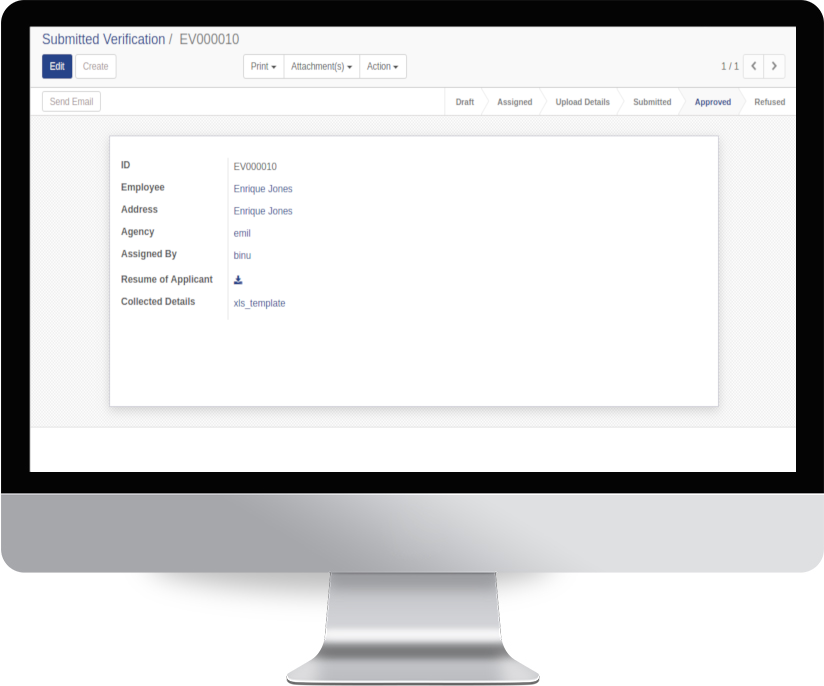 Submitted Verification / EV000010
Edit Create Print Attachment(s) Action 1 / 1
Send Email Draft Assigned Upload Details Submitted Approved Refused
ID EV000010
Employee Enrique Jones
Address Enrique Jones
Agency emil
Assigned By binu
Resume of Applicant
Collected Details xls_template